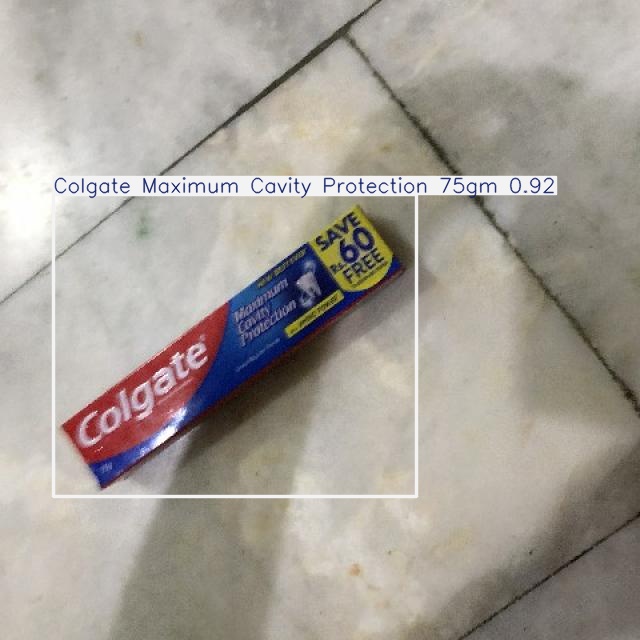 Colgate Maximum Cavity Protection 75gm 0.92
SAVE
Rs.60
FREE
Maximum
Cavity
Protection
Colgate®